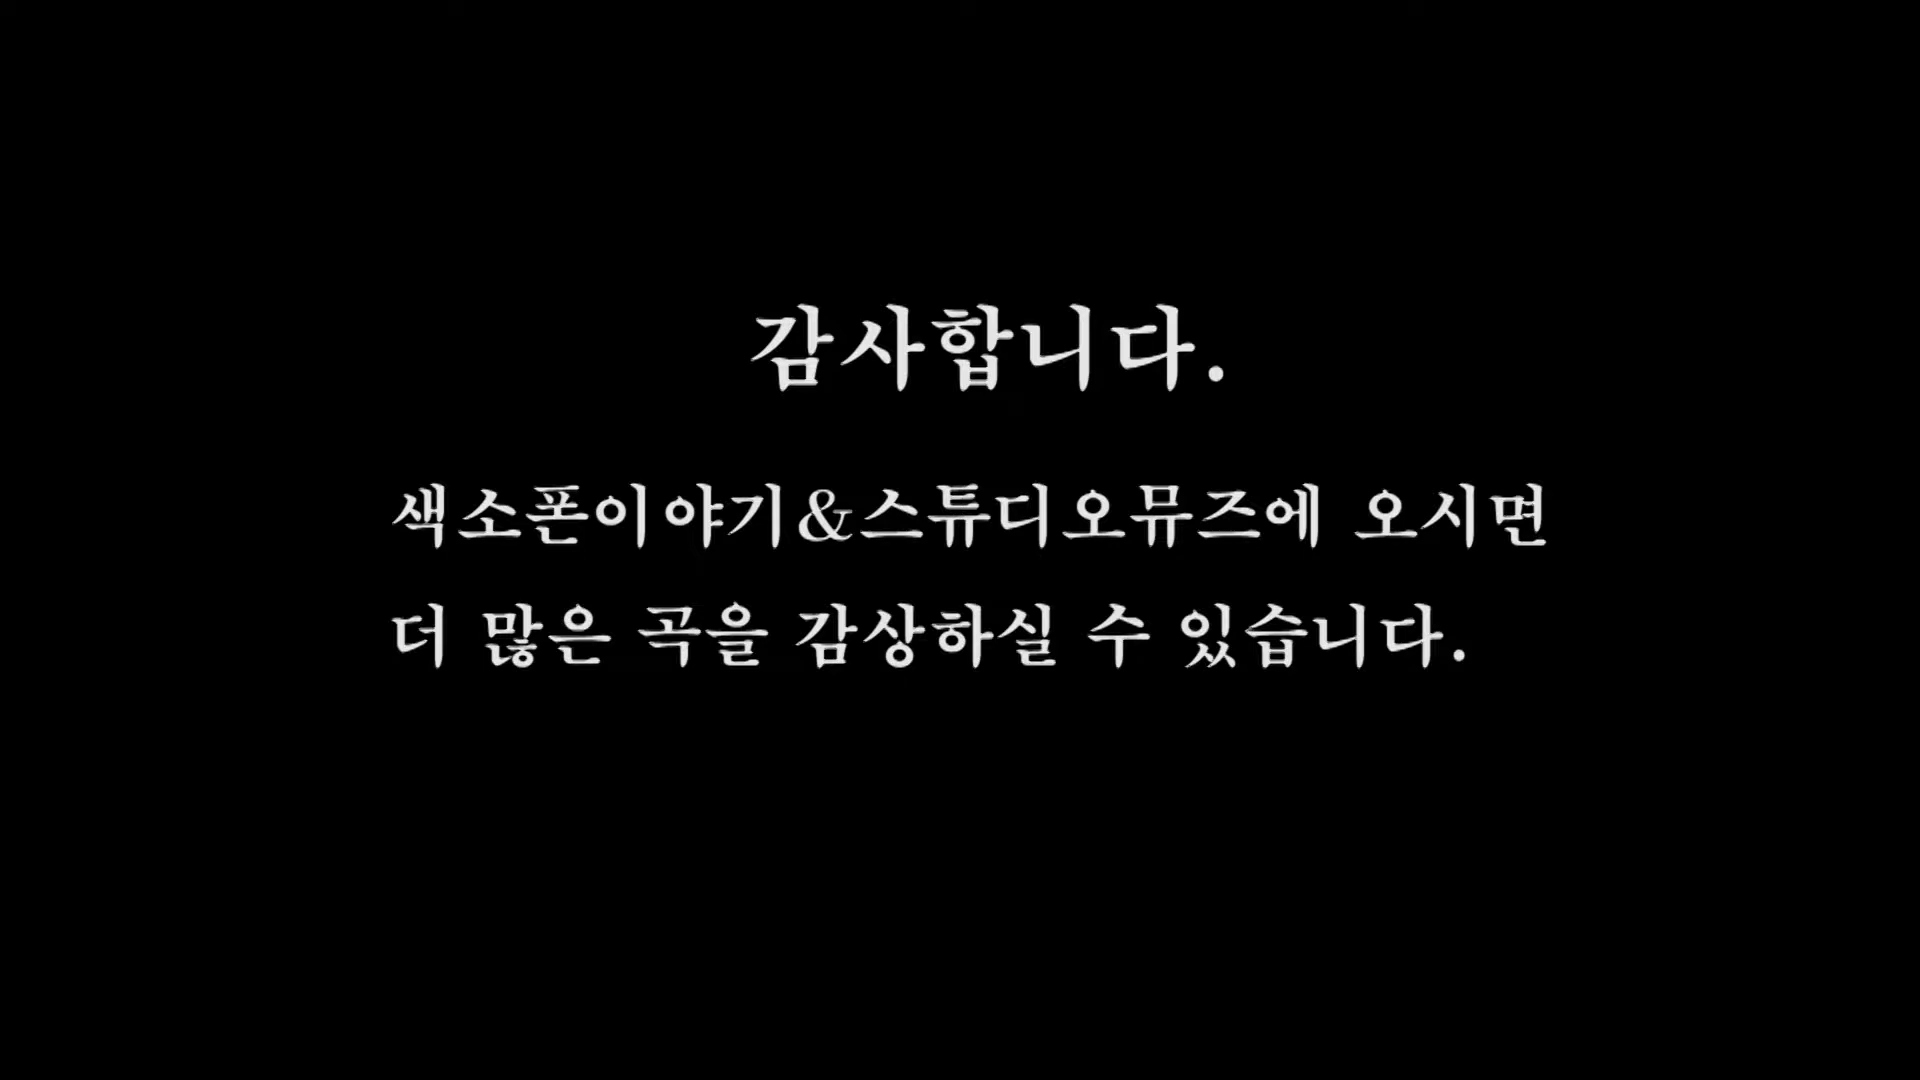 감사합니다.
색소폰이야기&스튜디오뮤즈에 오시면
더 많은 곡을 감상하실 수 있습니다.